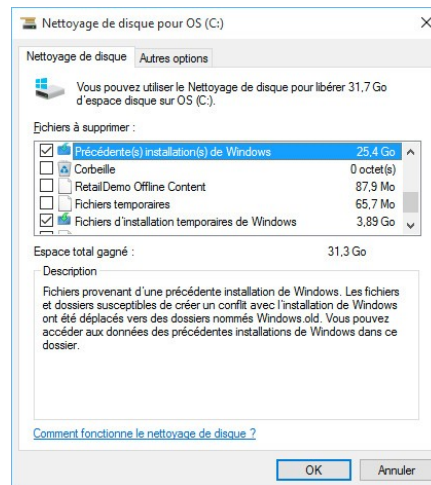 Nettoyage de disque pour OS (C:)
Nettoyage de disque Autres options
Vous pouvez utiliser le Nettoyage de disque pour libérer 31,7 Go
d'espace disque sur OS (C:).
Fichiers à supprimer :
Précédente(s) installation(s) de Windows 25,4 Go
Corbeille 0 octet(s)
RetailDemo Offline Content 87,9 Mo
Fichiers temporaires 65,7 Mo
Fichiers d'installation temporaires de Windows 3,89 Go
Espace total gagné : 31,3 Go
Description
Fichiers provenant d'une précédente installation de Windows. Les fichiers
et dossiers susceptibles de créer un conflit avec l'installation de Windows
ont été déplacés vers des dossiers nommés Windows.old. Vous pouvez
accéder aux données des précédentes installations de Windows dans ce
dossier.
Comment fonctionne le nettoyage de disque ?
OK Annuler